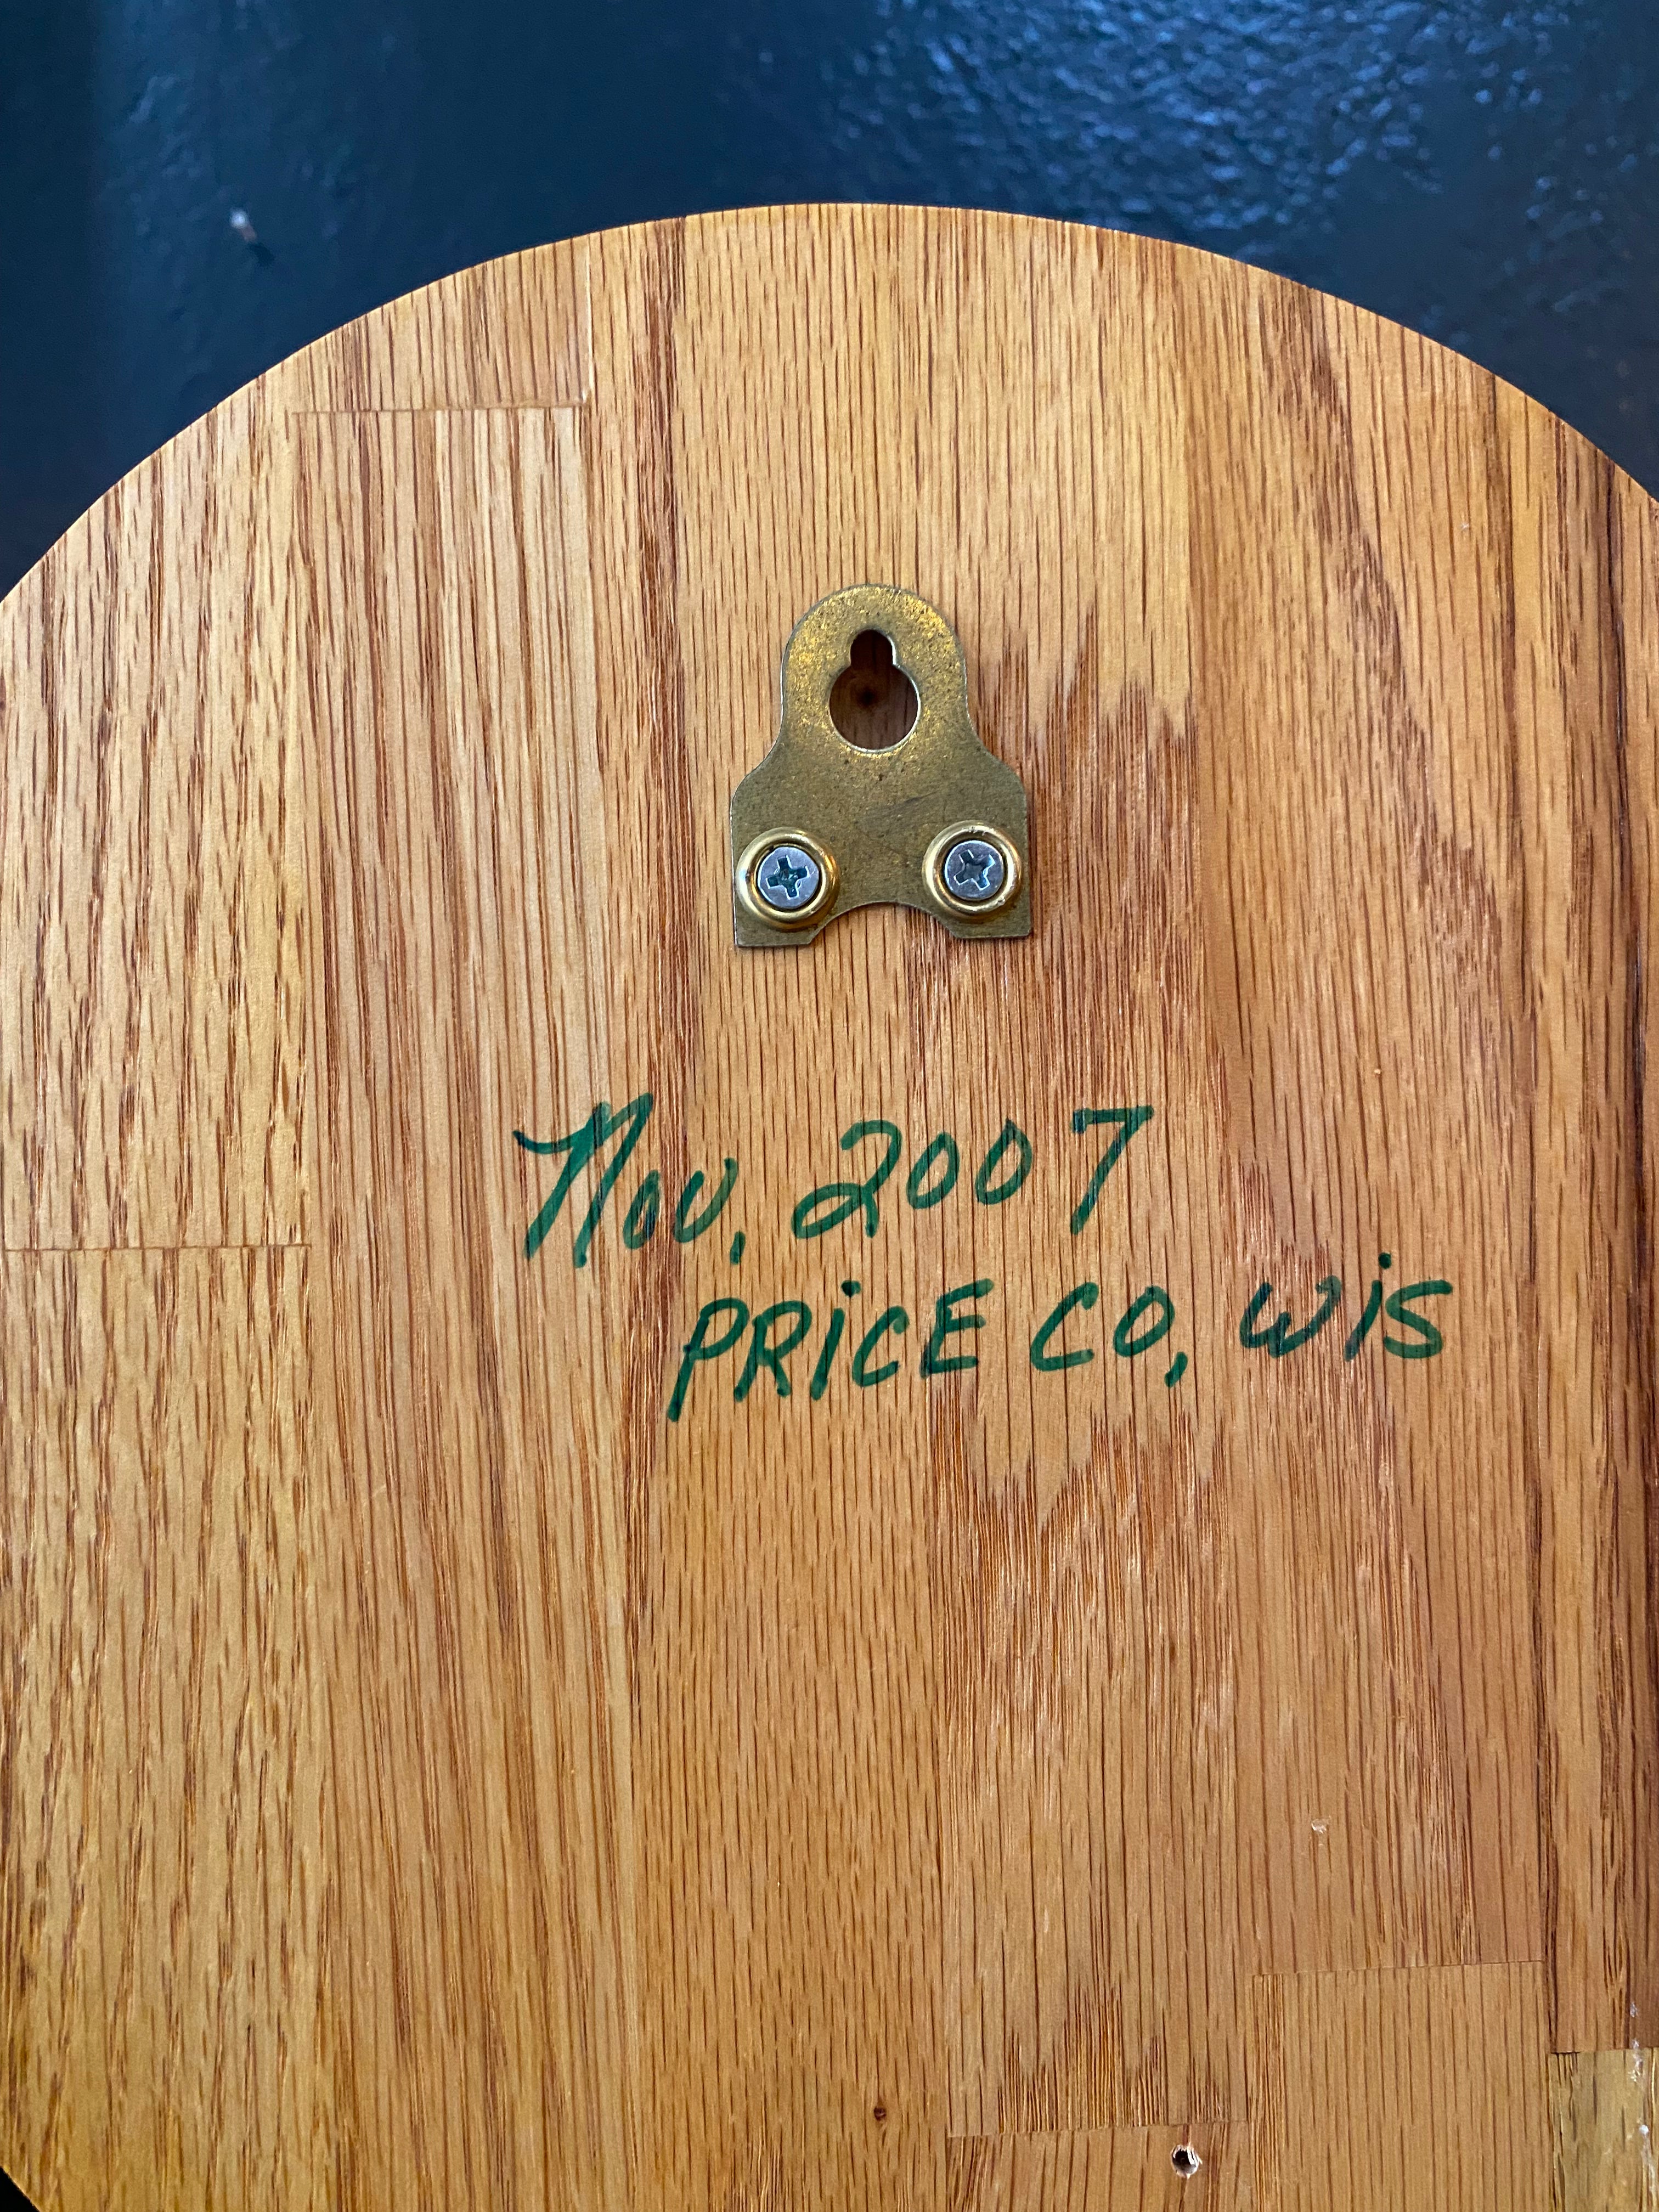 Nov, 2007
PRiCE CO, WiS